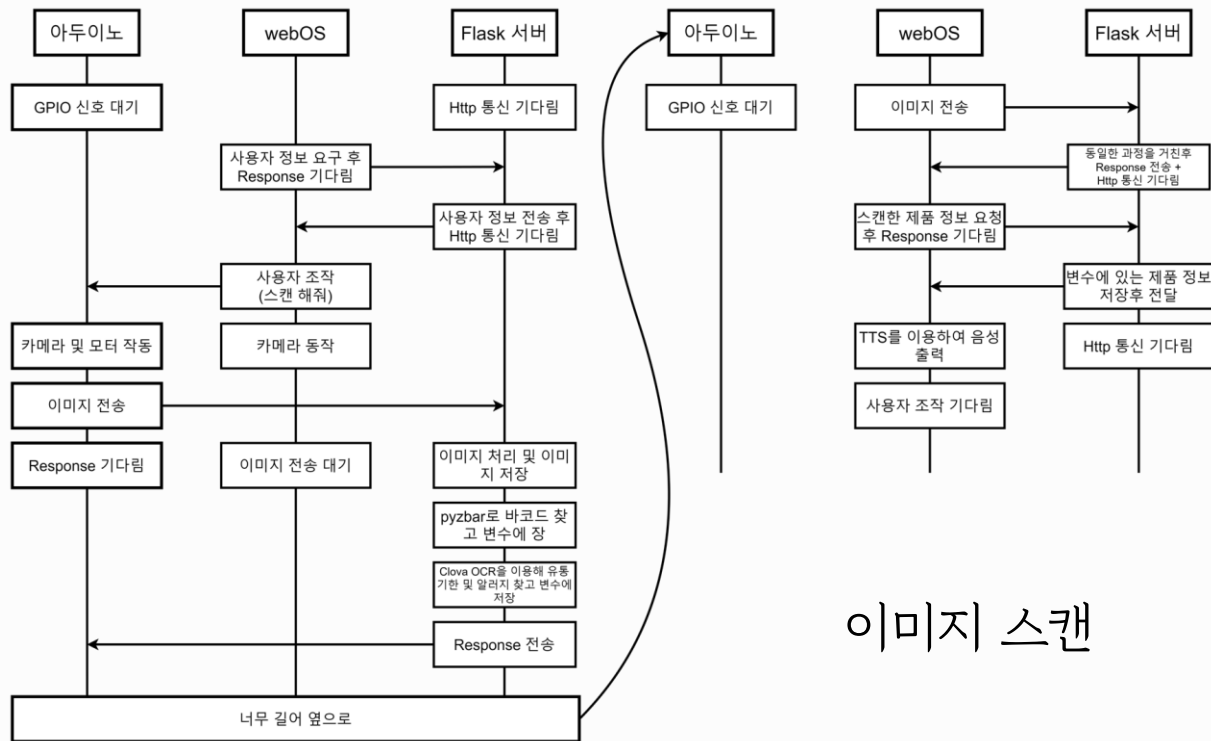 아두이노
webOS
Flask 서버
GPIO 신호 대기
Http 통신 기다림
사용자 정보 요구 후
Response 기다림
사용자 정보 전송 후
Http 통신 기다림
사용자 조작
(스캔 해줘)
카메라 및 모터 작동
카메라 동작
이미지 전송
Response 기다림
이미지 전송 대기
이미지 처리 및 이미
지 저장
pyzbar로 바코드 찾
고 변수에 장
Clova OCR을 이용해 유통
기한 및 알러지 찾고 변수에
저장
Response 전송
너무 길어 옆으로
아두이노
webOS
Flask 서버
GPIO 신호 대기
이미지 전송
동일한 과정을 거친후
Response 전송 +
Http 통신 기다림
스캔한 제품 정보 요청
후 Response 기다림
변수에 있는 제품 정보
저장후 전달
TTS를 이용하여 음성
출력
Http 통신 기다림
사용자 조작 기다림
이미지 스캔